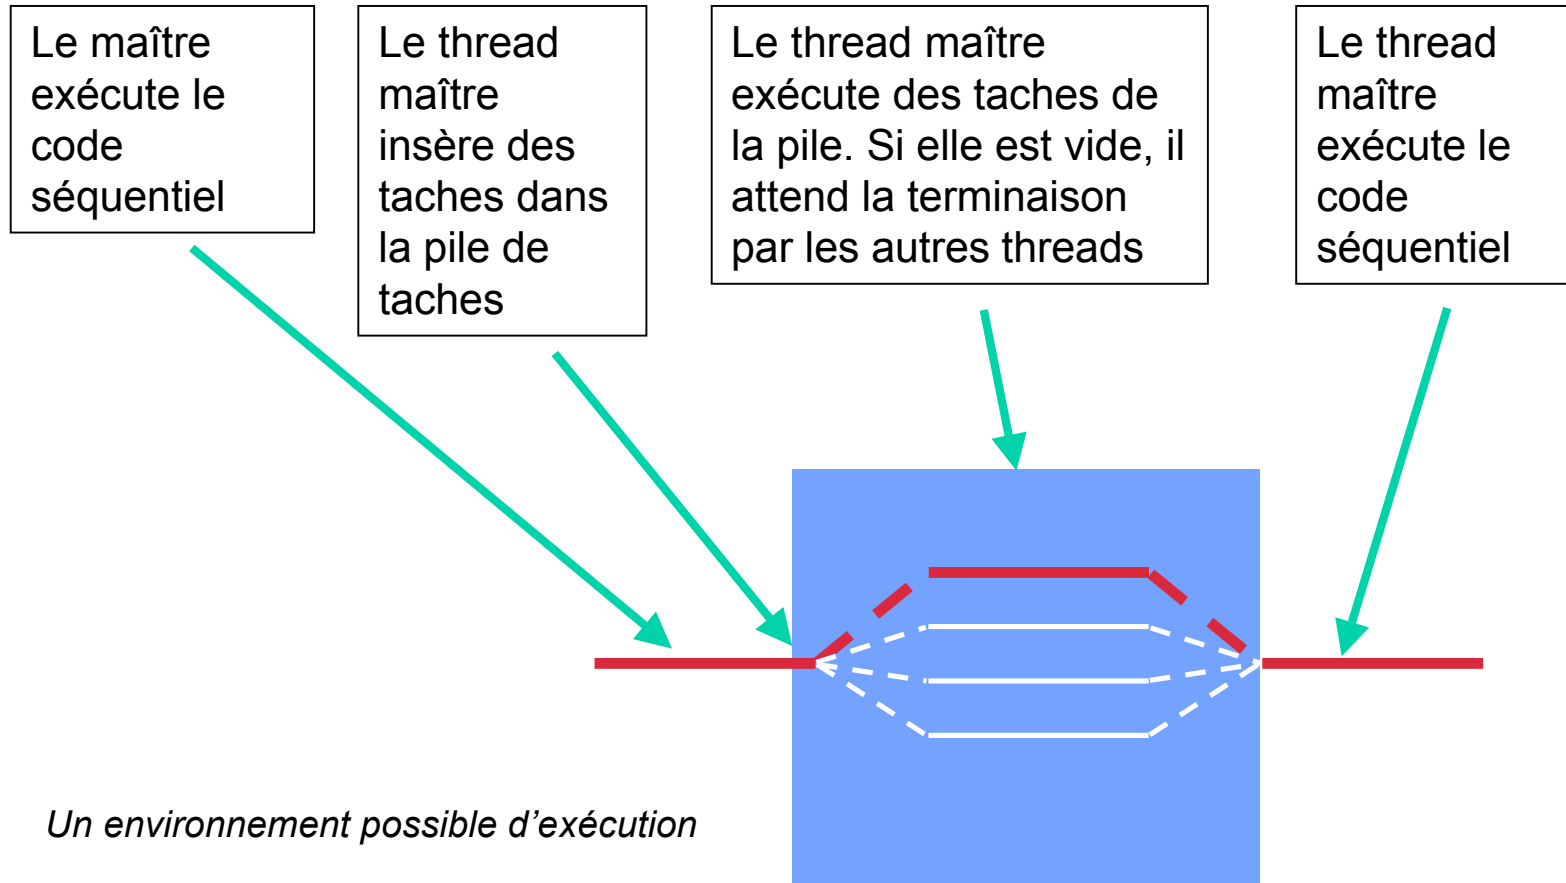 Le maître
exécute le
code
séquentiel
Le thread
maître
insère des
taches dans
la pile de
taches
Le thread maître
exécute des taches de
la pile. Si elle est vide, il
attend la terminaison
par les autres threads
Le thread
maître
exécute le
code
séquentiel
Un environnement possible d’exécution